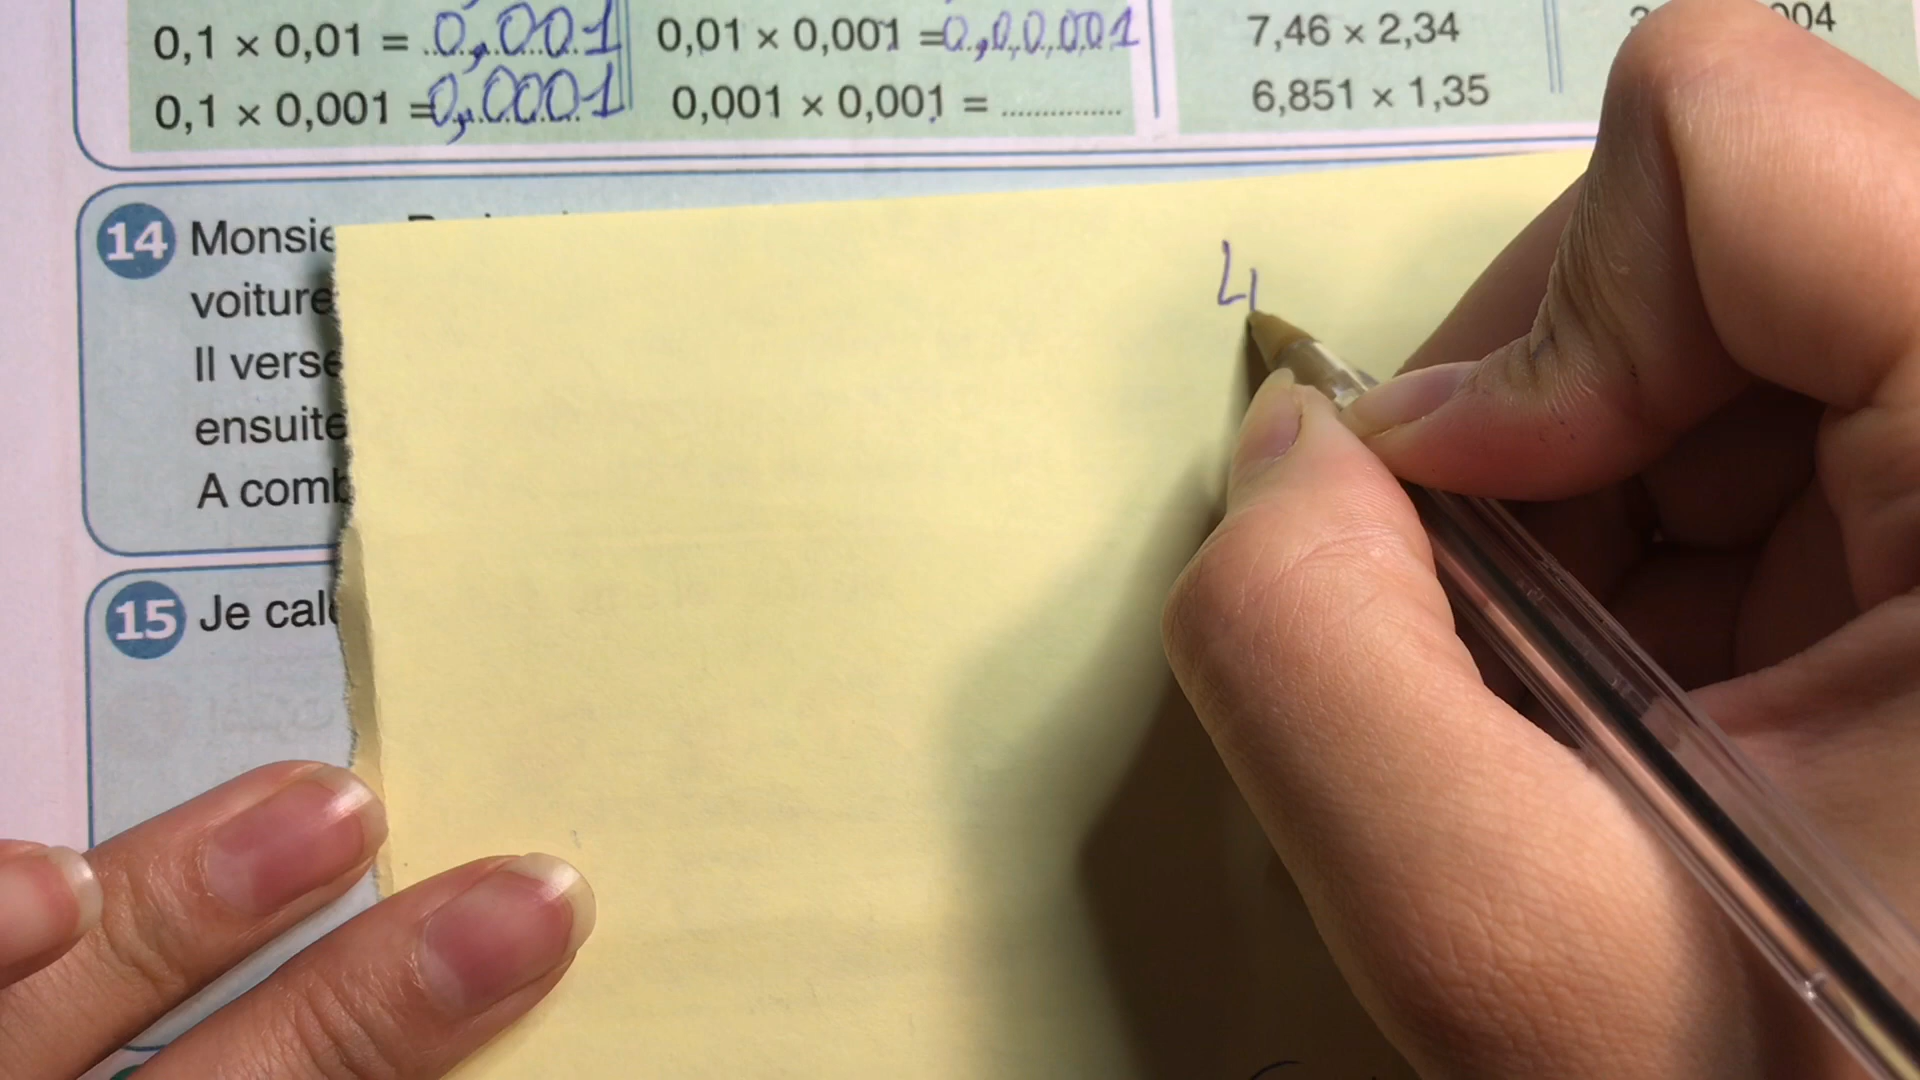 0,1 × 0,01 = 0,001
0,1 × 0,001 = 0,0001
0,01 × 0,001 = 0,00001
0,001 × 0,001 = ...............
7,46 × 2,34
6,851 × 1,35
004
14 Monsie
voiture
Il verse
ensuite
A comb
15 Je calc
4